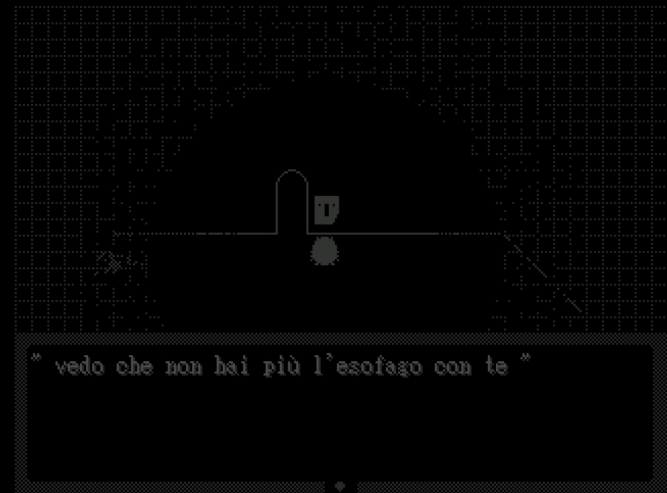 " vedo che non hai più l'esofago con te "